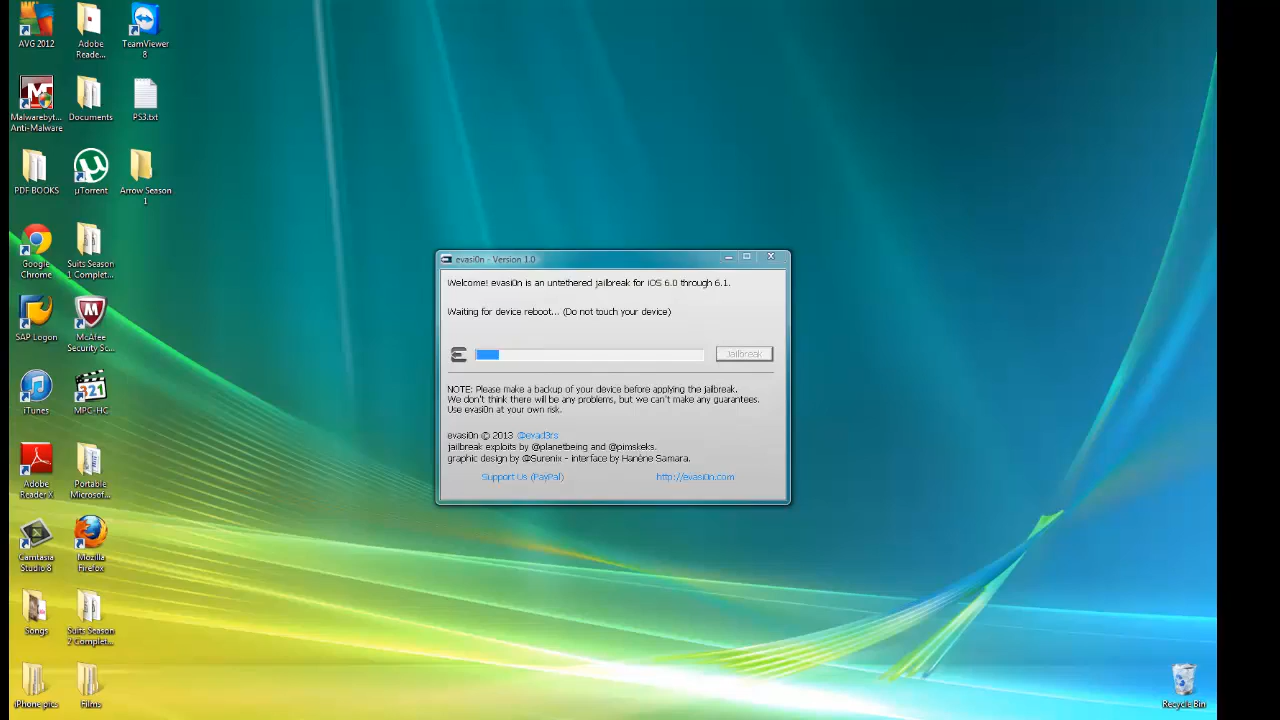 AVG 2012
Adobe
Reade...
TeamViewer
8
Malwarebyt...
Anti-Malware
Documents
PS3.txt
PDF BOOKS
µTorrent
Arrow Season
1
Google
Chrome
Suits Season
1 Complet...
SAP Logon
McAfee
Security Sc...
iTunes
MPC-HC
Adobe
Reader X
Portable
Microsof...
Camtasia
Studio 8
Mozilla
Firefox
Songs
Suits Season
2 Complet...
iPhone pics
Films
evasi0n - Version 1.0
Welcome! evasi0n is an untethered jailbreak for iOS 6.0 through 6.1.
Waiting for device reboot... (Do not touch your device)
Jailbreak
NOTE: Please make a backup of your device before applying the jailbreak.
We don't think there will be any problems, but we can't make any guarantees.
Use evasi0n at your own risk.
evasi0n © 2013 @evad3rs
jailbreak exploits by @planetbeing and @pimskeks.
graphic design by @Surenix - interface by Hanène Samara.
Support Us (PayPal)
http://evasi0n.com
Recycle Bin